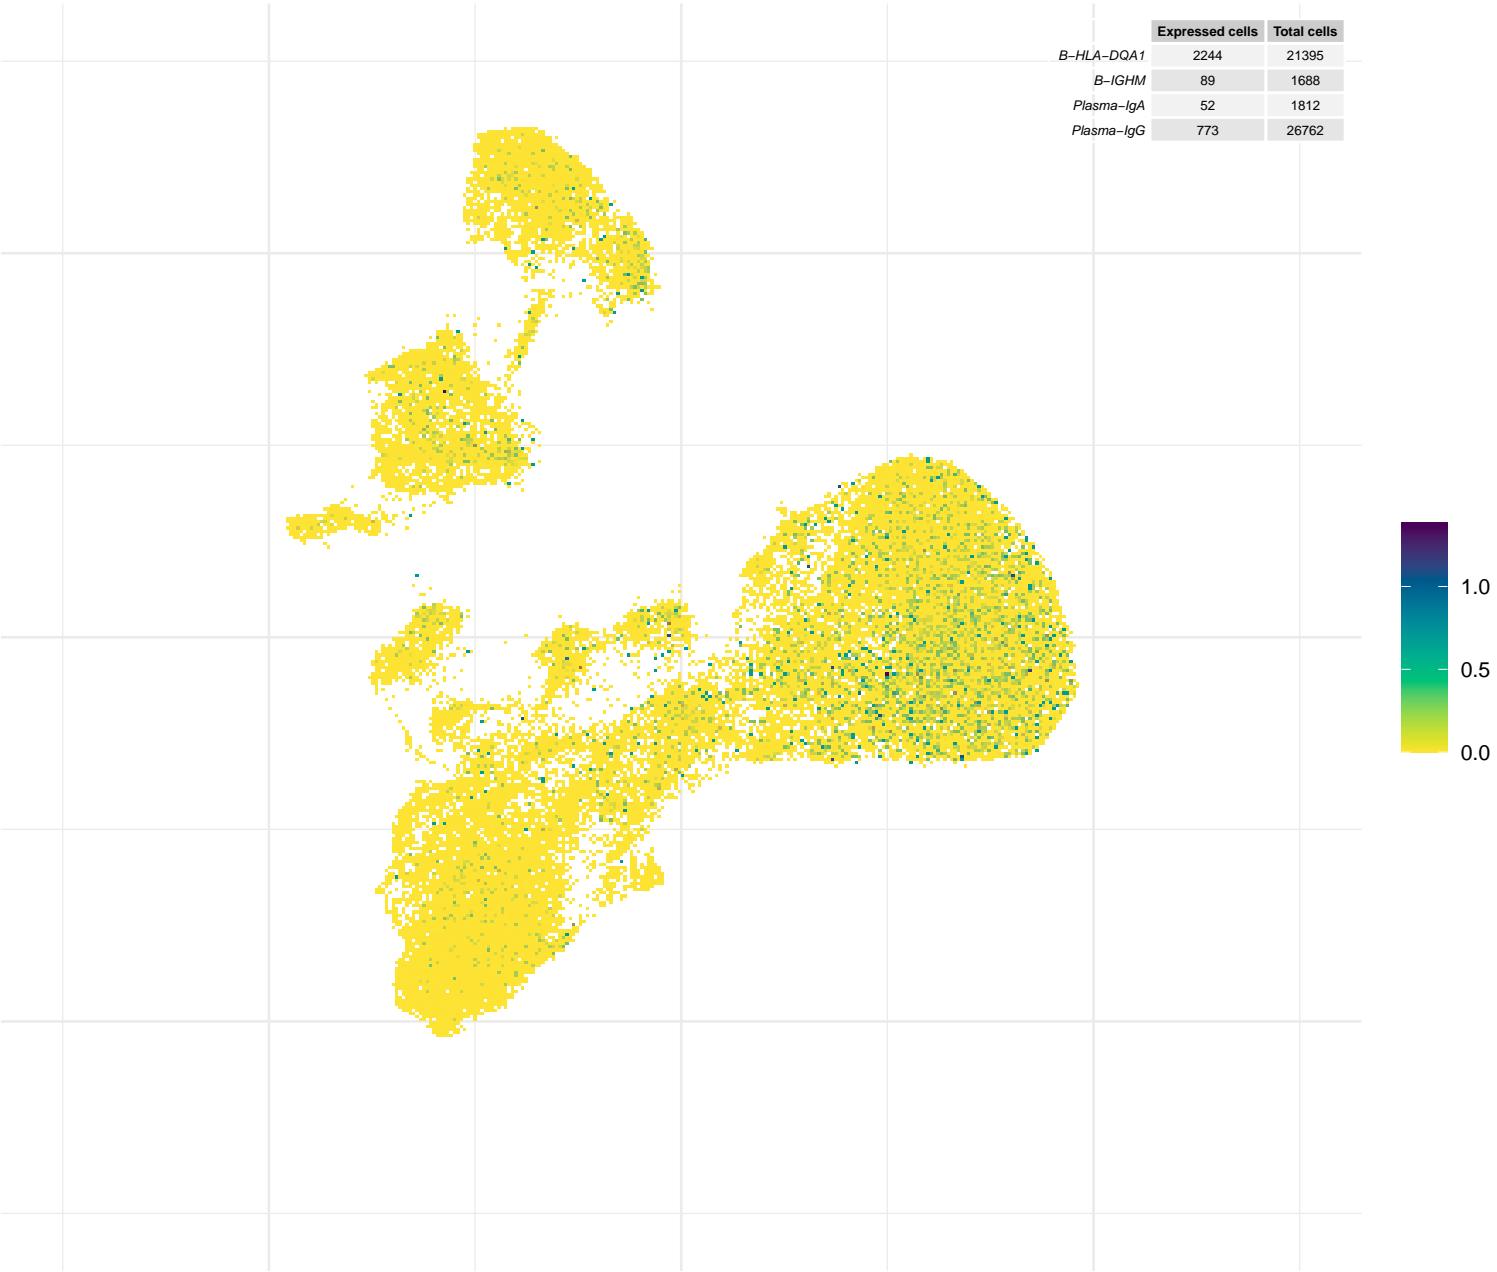 Expressed cells Total cells
B−HLA−DQA1 2244 21395
B−IGHM 89 1688
Plasma−IgA 52 1812
Plasma−IgG 773 26762
1.0
0.5
0.0